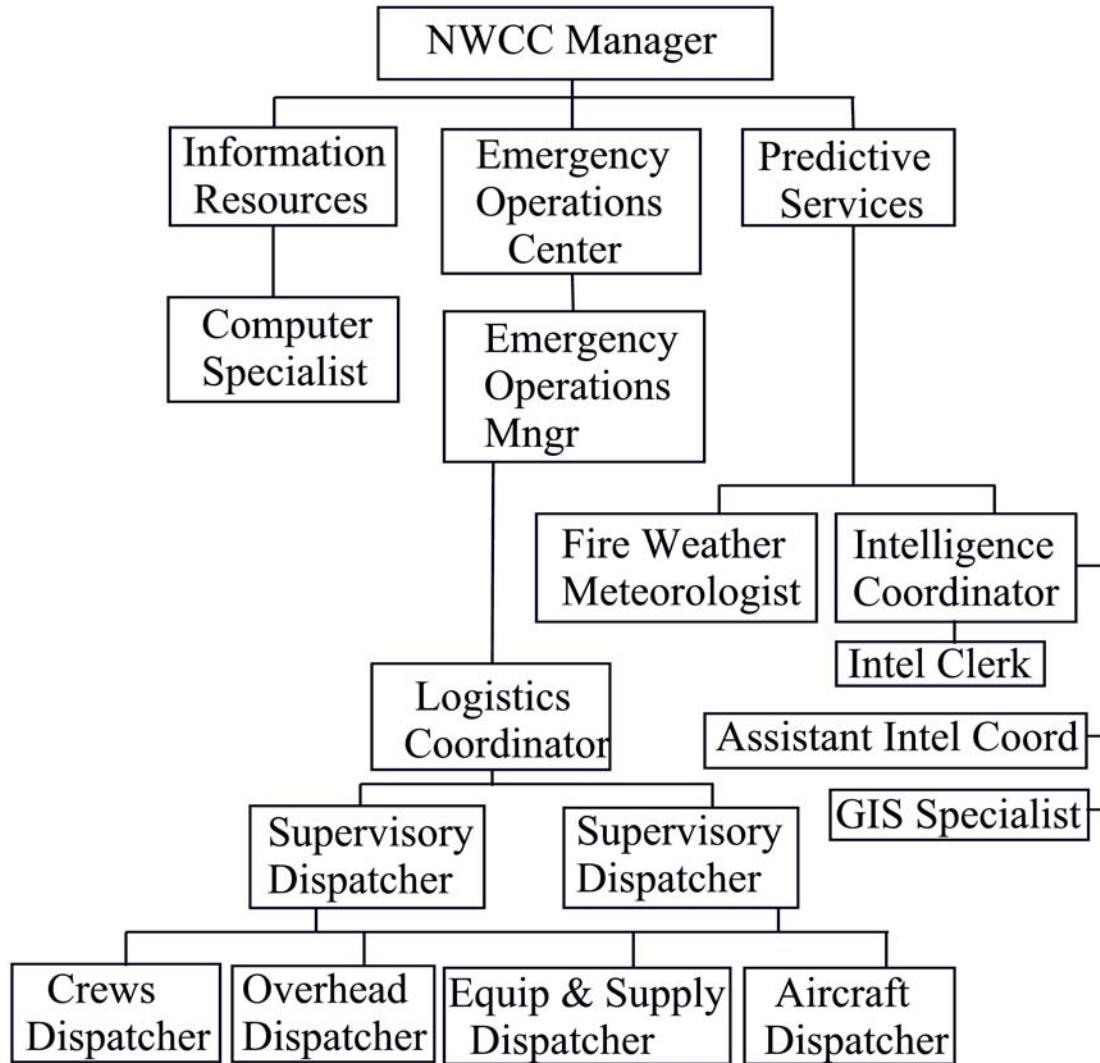 NWCC Manager
Information
Resources
Emergency
Operations
Center
Predictive
Services
Computer
Specialist
Emergency
Operations
Mngr
Fire Weather
Meteorologist
Intelligence
Coordinator
Intel Clerk
Logistics
Coordinator
Assistant Intel Coord
GIS Specialist
Supervisory
Dispatcher
Supervisory
Dispatcher
Crews
Dispatcher
Overhead
Dispatcher
Equip & Supply
Dispatcher
Aircraft
Dispatcher